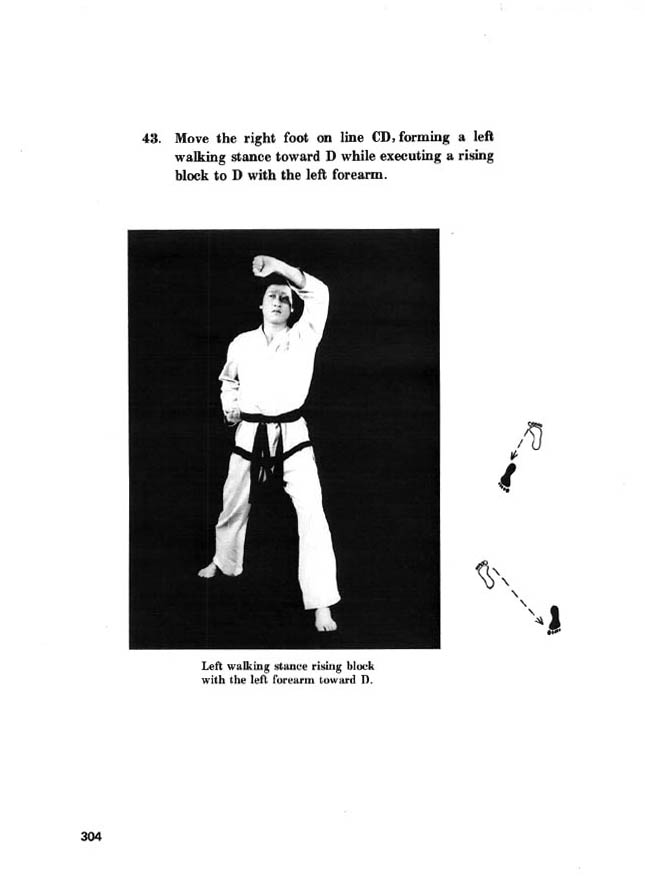 43. Move the right foot on line CD, forming a left
walking stance toward D while executing a rising
block to D with the left forearm.
Left walking stance rising block
with the left forearm toward D.
304